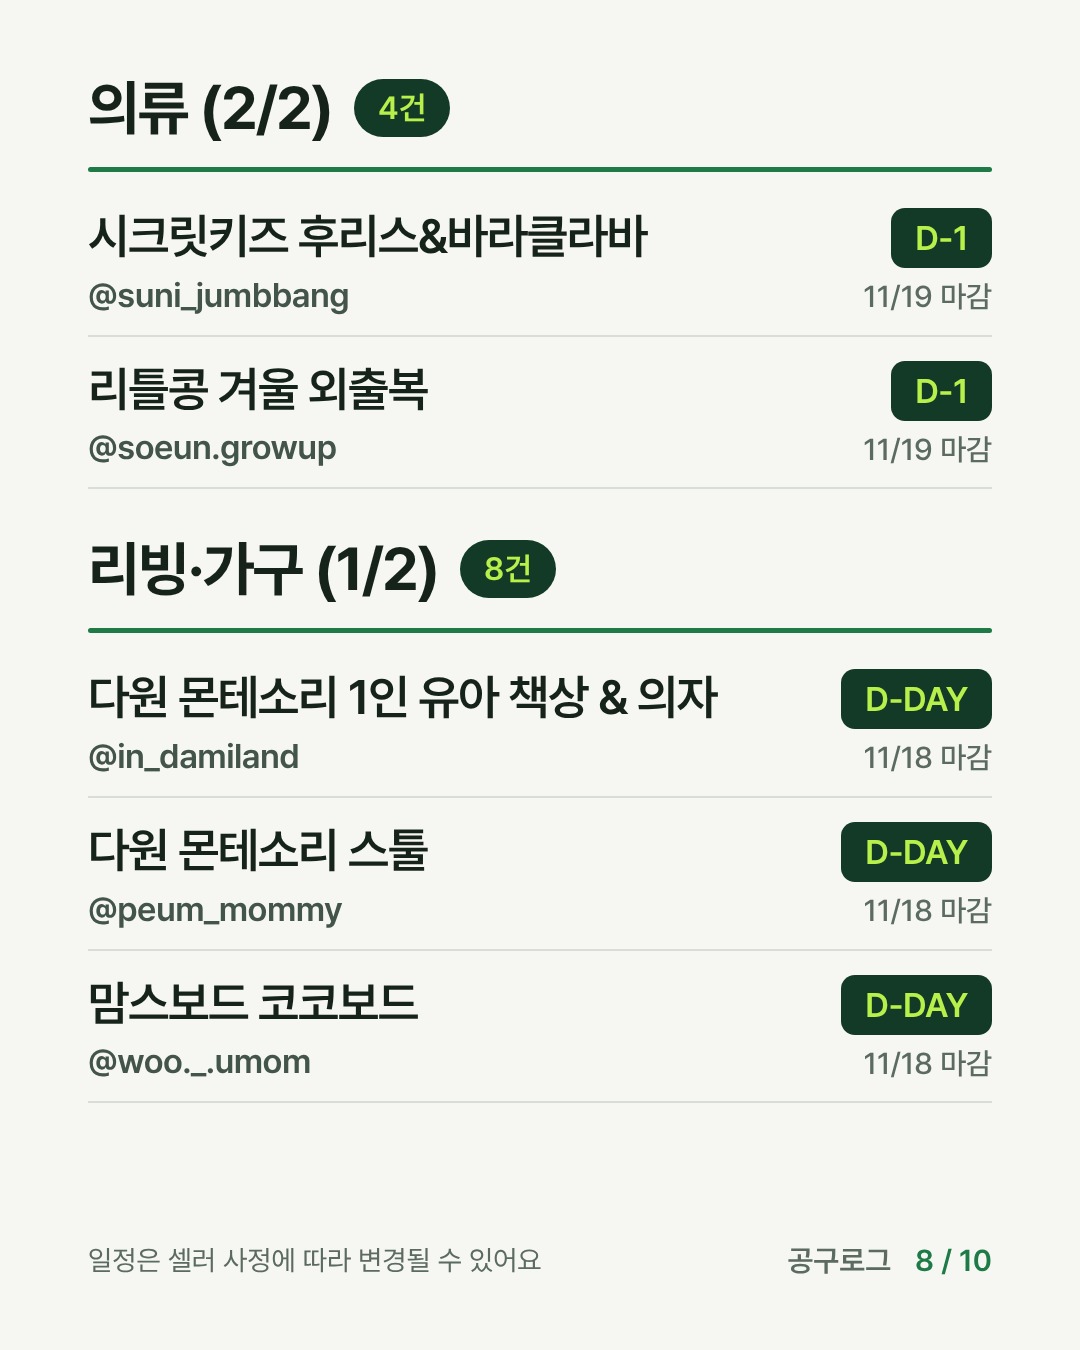 의류 (2/2) 4건
시크릿키즈 후리스&바라클라바 D-1
@suni_jumbbang 11/19 마감
리틀콩 겨울 외출복 D-1
@soeun.growup 11/19 마감
리빙·가구 (1/2) 8건
다원 몬테소리 1인 유아 책상 & 의자 D-DAY
@in_damiland 11/18 마감
다원 몬테소리 스툴 D-DAY
@peum_mommy 11/18 마감
맘스보드 코코보드 D-DAY
@woo._.umom 11/18 마감
일정은 셀러 사정에 따라 변경될 수 있어요 공구로그 8 / 10